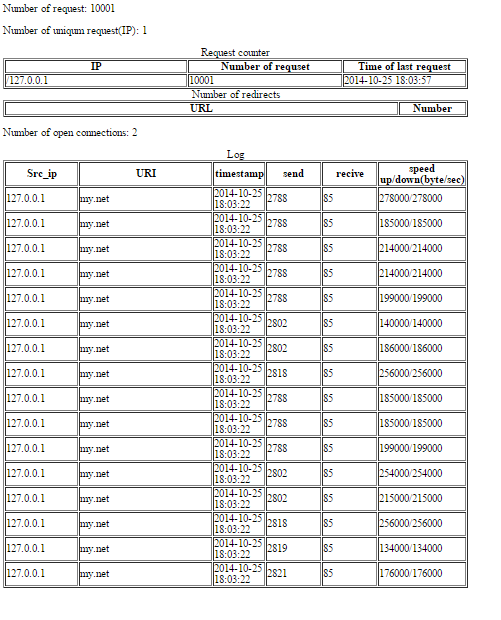 Number of request: 10001
Number of uniqum request(IP): 1
Request counter
IP Number of requset Time of last request
/127.0.0.1 10001 2014-10-25 18:03:57
Number of redirects
URL Number
Number of open connections: 2
Log
Src_ip URI timestamp send recive speed up/down(byte/sec)
127.0.0.1 my.net 2014-10-25 18:03:22 2788 85 278000/278000
127.0.0.1 my.net 2014-10-25 18:03:22 2788 85 185000/185000
127.0.0.1 my.net 2014-10-25 18:03:22 2788 85 214000/214000
127.0.0.1 my.net 2014-10-25 18:03:22 2788 85 214000/214000
127.0.0.1 my.net 2014-10-25 18:03:22 2788 85 199000/199000
127.0.0.1 my.net 2014-10-25 18:03:22 2802 85 140000/140000
127.0.0.1 my.net 2014-10-25 18:03:22 2802 85 186000/186000
127.0.0.1 my.net 2014-10-25 18:03:22 2818 85 256000/256000
127.0.0.1 my.net 2014-10-25 18:03:22 2788 85 185000/185000
127.0.0.1 my.net 2014-10-25 18:03:22 2788 85 185000/185000
127.0.0.1 my.net 2014-10-25 18:03:22 2788 85 199000/199000
127.0.0.1 my.net 2014-10-25 18:03:22 2802 85 254000/254000
127.0.0.1 my.net 2014-10-25 18:03:22 2802 85 215000/215000
127.0.0.1 my.net 2014-10-25 18:03:22 2818 85 256000/256000
127.0.0.1 my.net 2014-10-25 18:03:22 2819 85 134000/134000
127.0.0.1 my.net 2014-10-25 18:03:22 2821 85 176000/176000